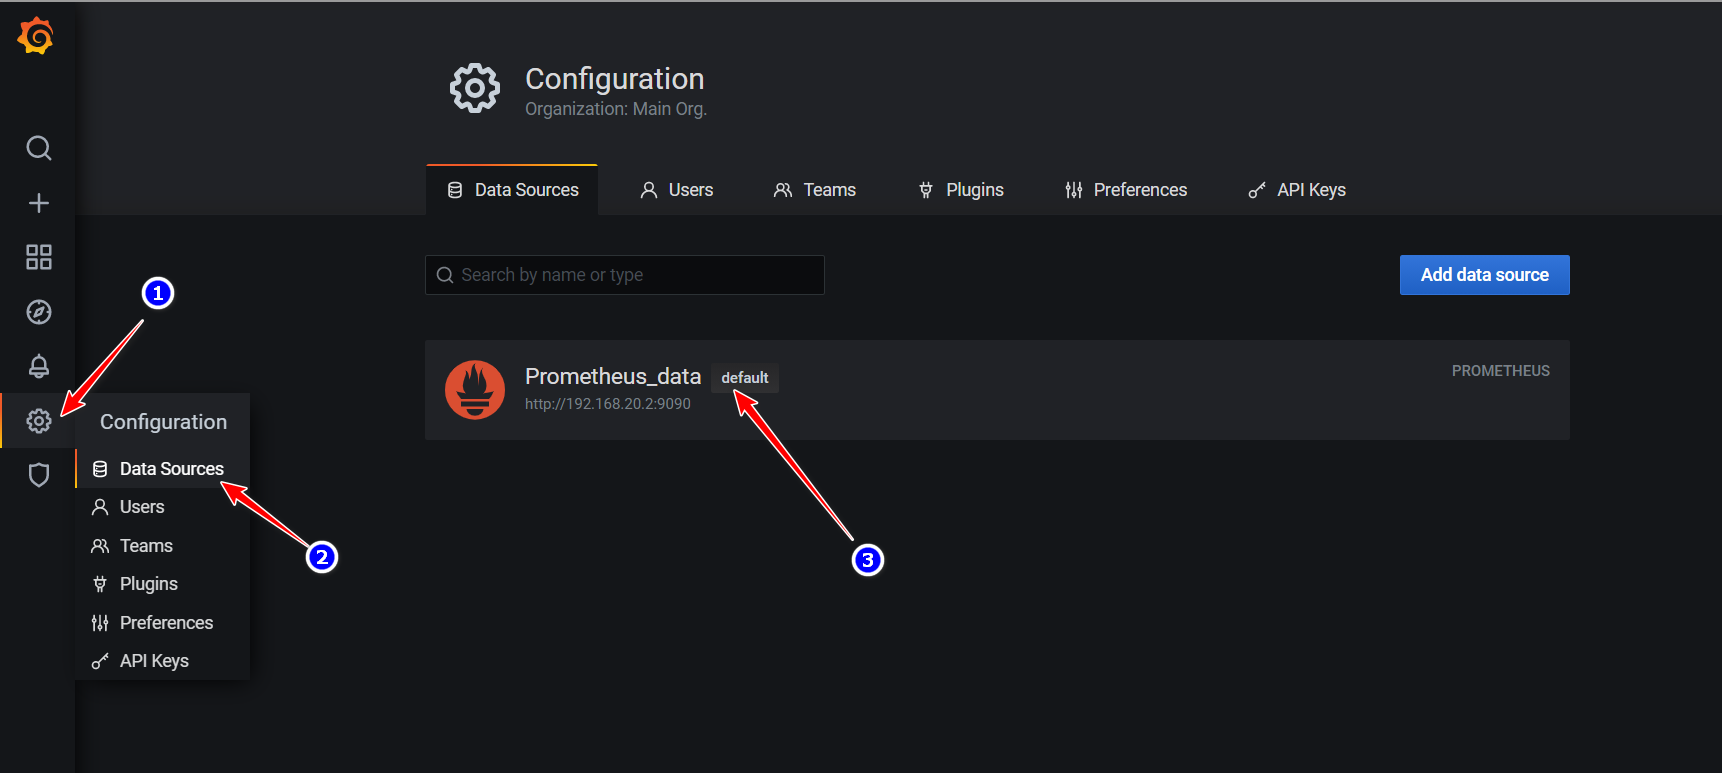 Configuration
Organization: Main Org.
Data Sources Users Teams Plugins Preferences API Keys
Search by name or type
Add data source
1
Prometheus_data default
PROMETHEUS
http://192.168.20.2:9090
Configuration
Data Sources
Users
Teams
Plugins
Preferences
API Keys
2
3